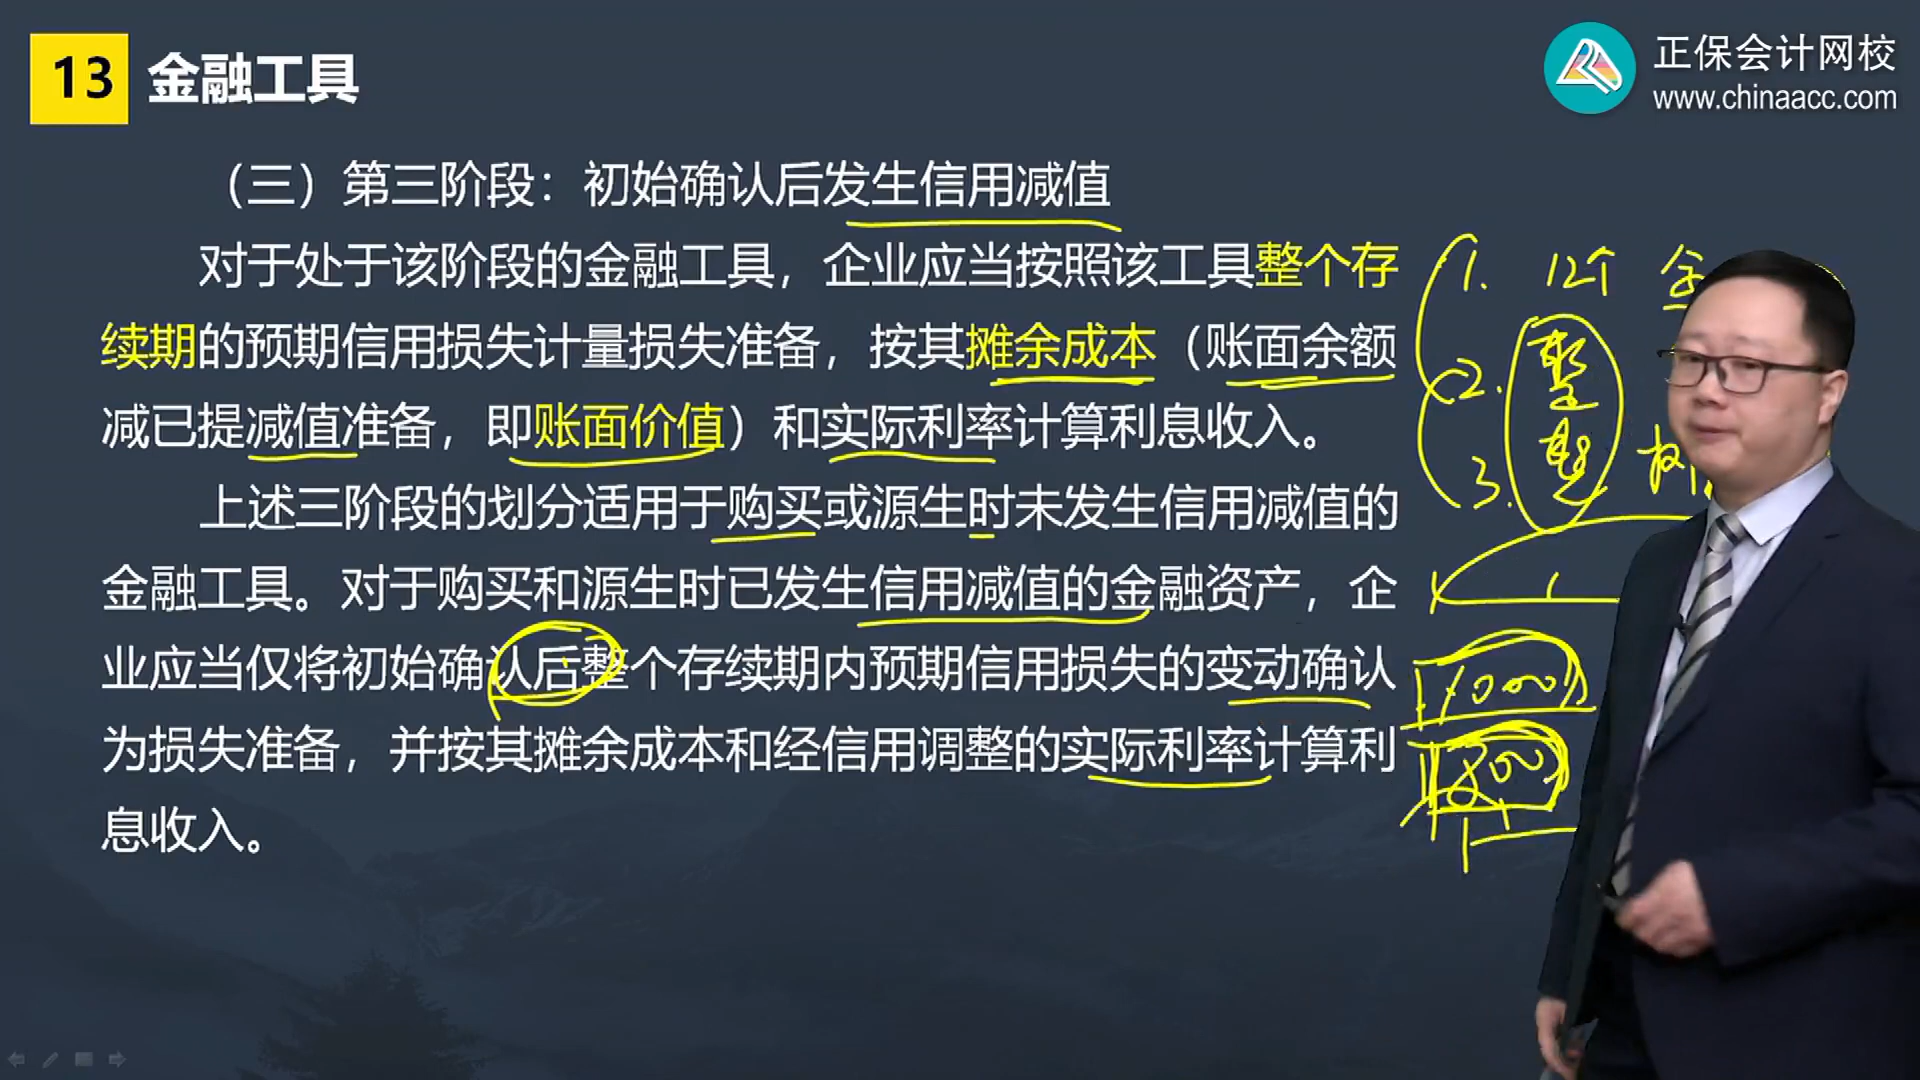 13 金融工具
正保会计网校
www.chinaacc.com
（三）第三阶段：初始确认后发生信用减值
对于处于该阶段的金融工具，企业应当按照该工具整个存
续期的预期信用损失计量损失准备，按其摊余成本（账面余额
减已提减值准备，即账面价值）和实际利率计算利息收入。
上述三阶段的划分适用于购买或源生时未发生信用减值的
金融工具。对于购买和源生时已发生信用减值的金融资产，企
业应当仅将初始确认后整个存续期内预期信用损失的变动确认
为损失准备，并按其摊余成本和经信用调整的实际利率计算利
息收入。
1. 12个
2. 整
3. 整
1000
800